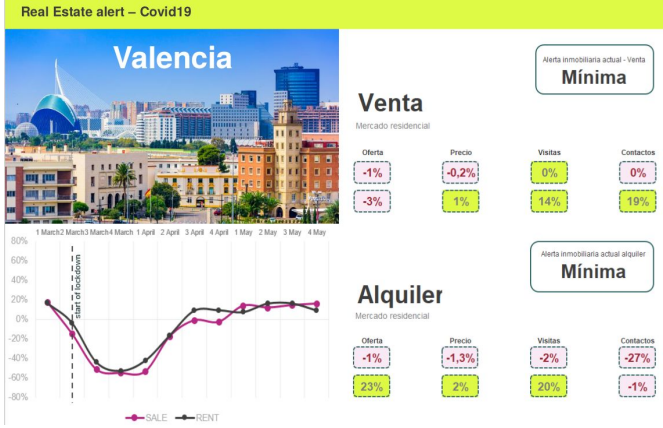 Real Estate alert – Covid19
Valencia
Alerta inmobiliaria actual - Venta
Mínima
Venta
Mercado residencial
Oferta Precio Visitas Contactos
-1% -0,2% 0% 0%
-3% 1% 14% 19%
1 March 2 March 3 March 4 March 1 April 2 April 3 April 4 April 1 May 2 May 3 May 4 May
80%
60%
40%
20%
0%
-20%
-40%
-60%
-80%
start of lockdown
SALE RENT
Alerta inmobiliaria actual alquiler
Mínima
Alquiler
Mercado residencial
Oferta Precio Visitas Contactos
-1% -1,3% -2% -27%
23% 2% 20% -1%